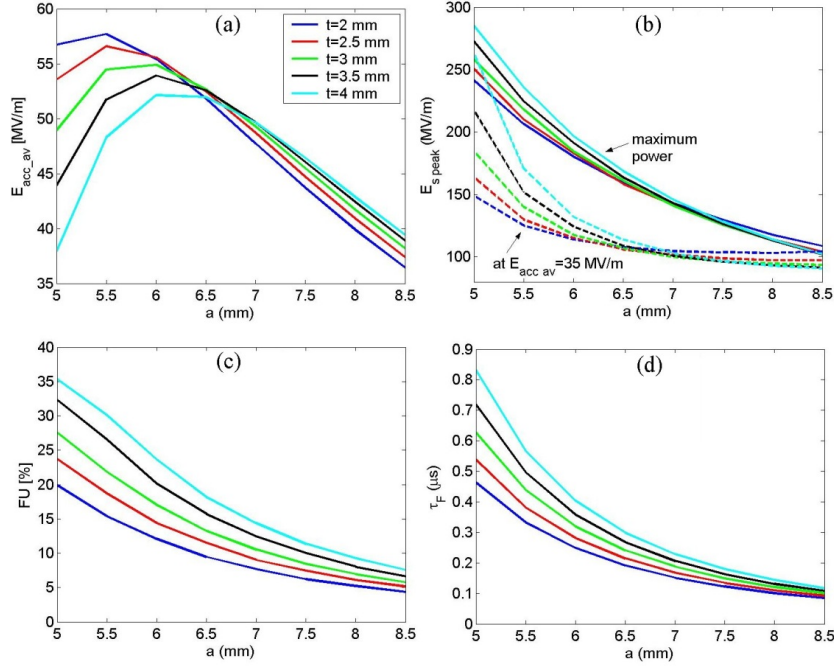 (a)
t=2 mm
t=2.5 mm
t=3 mm
t=3.5 mm
t=4 mm
E_acc_av [MV/m]
60
55
50
45
40
35
5 5.5 6 6.5 7 7.5 8 8.5
a (mm)
(b)
maximum
power
at E_acc av=35 MV/m
E_s peak (MV/m)
300
250
200
150
100
5 5.5 6 6.5 7 7.5 8 8.5
a (mm)
(c)
FU [%]
40
35
30
25
20
15
10
5
0
5 5.5 6 6.5 7 7.5 8 8.5
a (mm)
(d)
τ_F (μs)
0.9
0.8
0.7
0.6
0.5
0.4
0.3
0.2
0.1
0
5 5.5 6 6.5 7 7.5 8 8.5
a (mm)